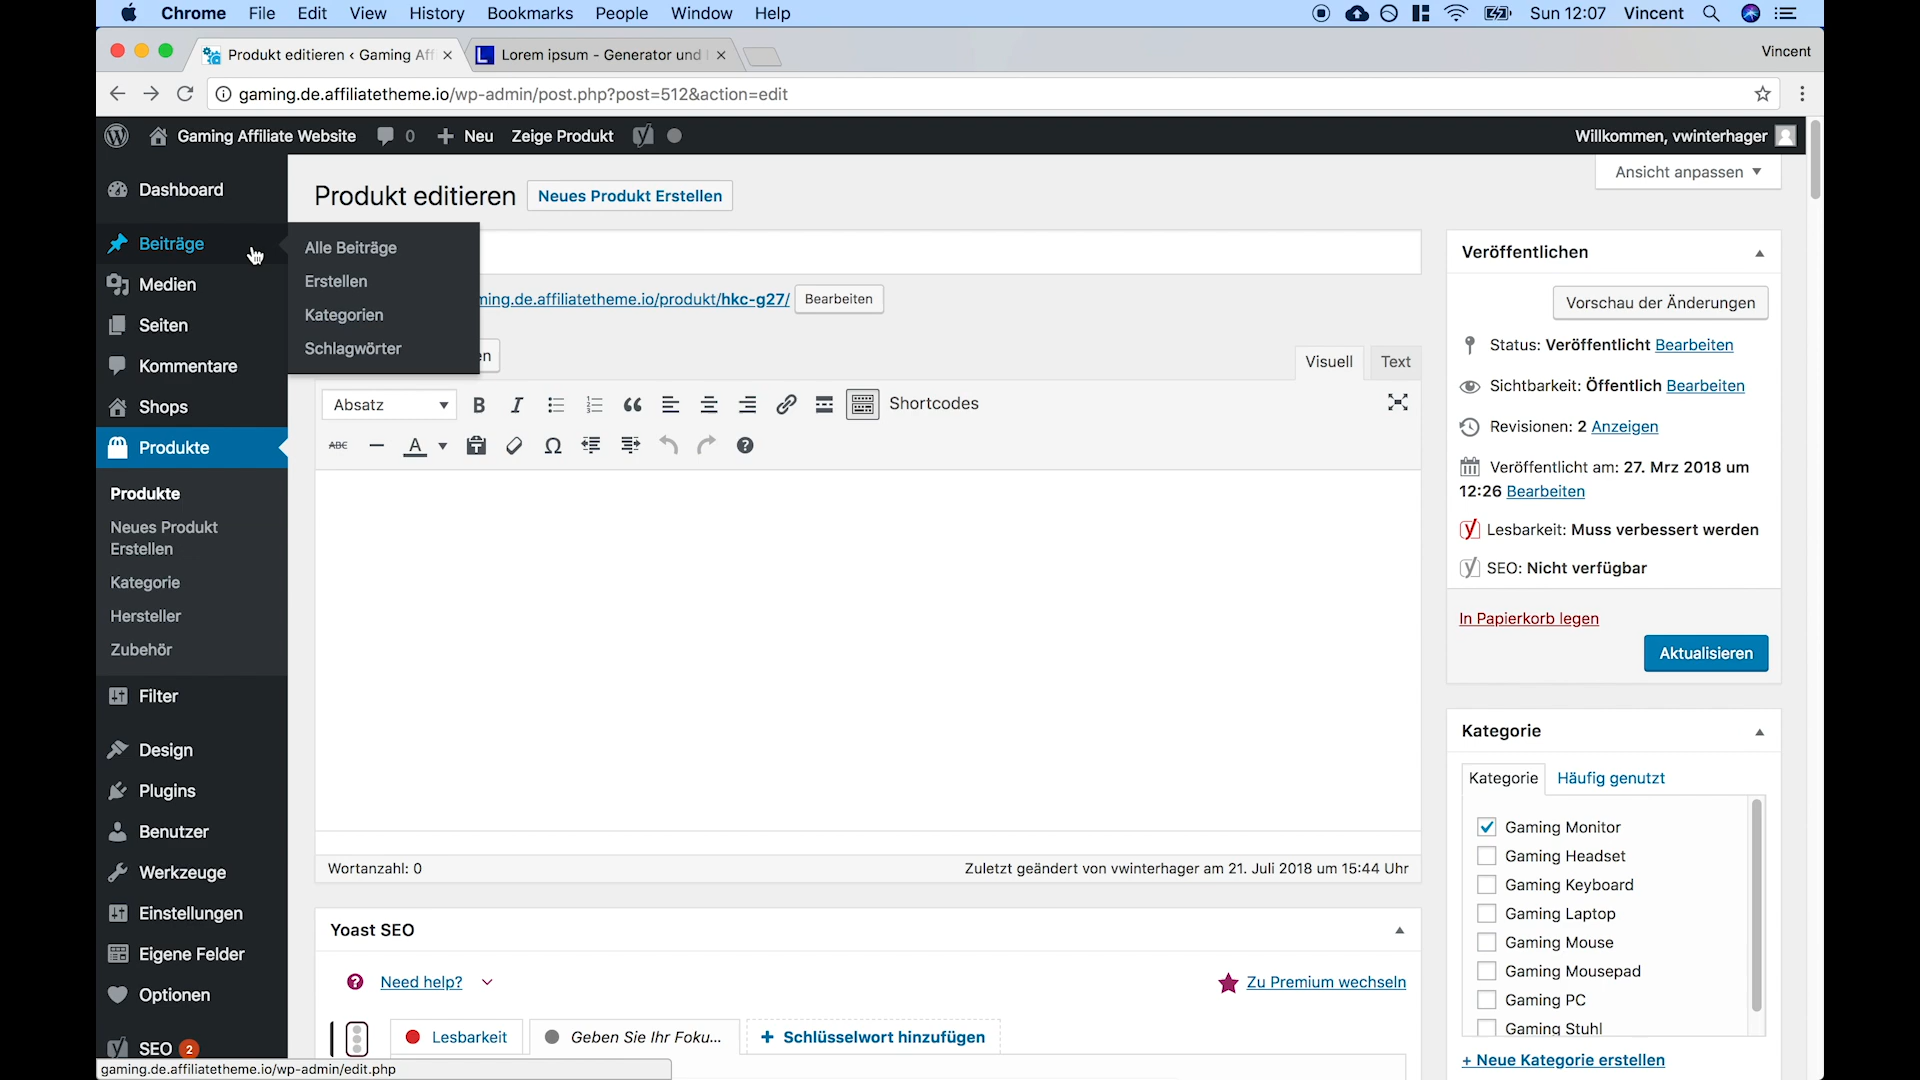 Chrome File Edit View History Bookmarks People Window Help Sun 12:07 Vincent
Produkt editieren ‹ Gaming Aff Lorem ipsum - Generator und Vincent
gaming.de.affiliatetheme.io/wp-admin/post.php?post=512&action=edit
Gaming Affiliate Website 0 Neu Zeige Produkt Willkommen, vwinterhager
Ansicht anpassen
Dashboard
Beiträge
Medien
Seiten
Kommentare
Shops
Produkte
Produkte
Neues Produkt
Erstellen
Kategorie
Hersteller
Zubehör
Filter
Design
Plugins
Benutzer
Werkzeuge
Einstellungen
Eigene Felder
Optionen
SEO 2
gaming.de.affiliatetheme.io/wp-admin/edit.php
Alle Beiträge
Erstellen
Kategorien
Schlagwörter
Produkt editieren Neues Produkt Erstellen
ning.de.affiliatetheme.io/produkt/hkc-g27/ Bearbeiten
en
Visuell Text
Absatz B I Shortcodes
ABC A Ω
Wortanzahl: 0 Zuletzt geändert von vwinterhager am 21. Juli 2018 um 15:44 Uhr
Yoast SEO
Need help? Zu Premium wechseln
Lesbarkeit Geben Sie Ihr Foku... + Schlüsselwort hinzufügen
Veröffentlichen
Vorschau der Änderungen
Status: Veröffentlicht Bearbeiten
Sichtbarkeit: Öffentlich Bearbeiten
Revisionen: 2 Anzeigen
Veröffentlicht am: 27. Mrz 2018 um
12:26 Bearbeiten
Lesbarkeit: Muss verbessert werden
SEO: Nicht verfügbar
In Papierkorb legen
Aktualisieren
Kategorie
Kategorie Häufig genutzt
Gaming Monitor
Gaming Headset
Gaming Keyboard
Gaming Laptop
Gaming Mouse
Gaming Mousepad
Gaming PC
Gaming Stuhl
+ Neue Kategorie erstellen